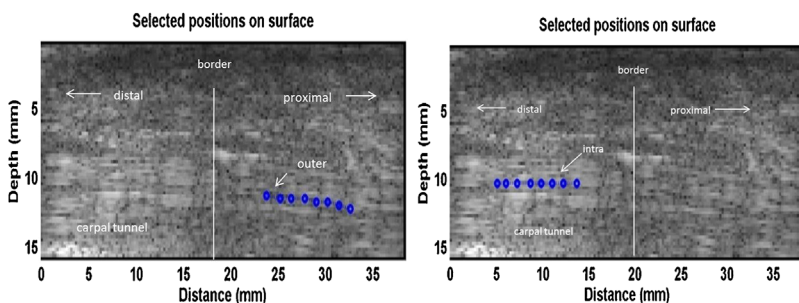 Selected positions on surface
border
distal
proximal
5
outer
10
carpal tunnel
15
Depth (mm)
0 5 10 15 20 25 30 35
Distance (mm)
Selected positions on surface
border
distal
proximal
5
intra
10
carpal tunnel
15
Depth (mm)
0 5 10 15 20 25 30 35
Distance (mm)